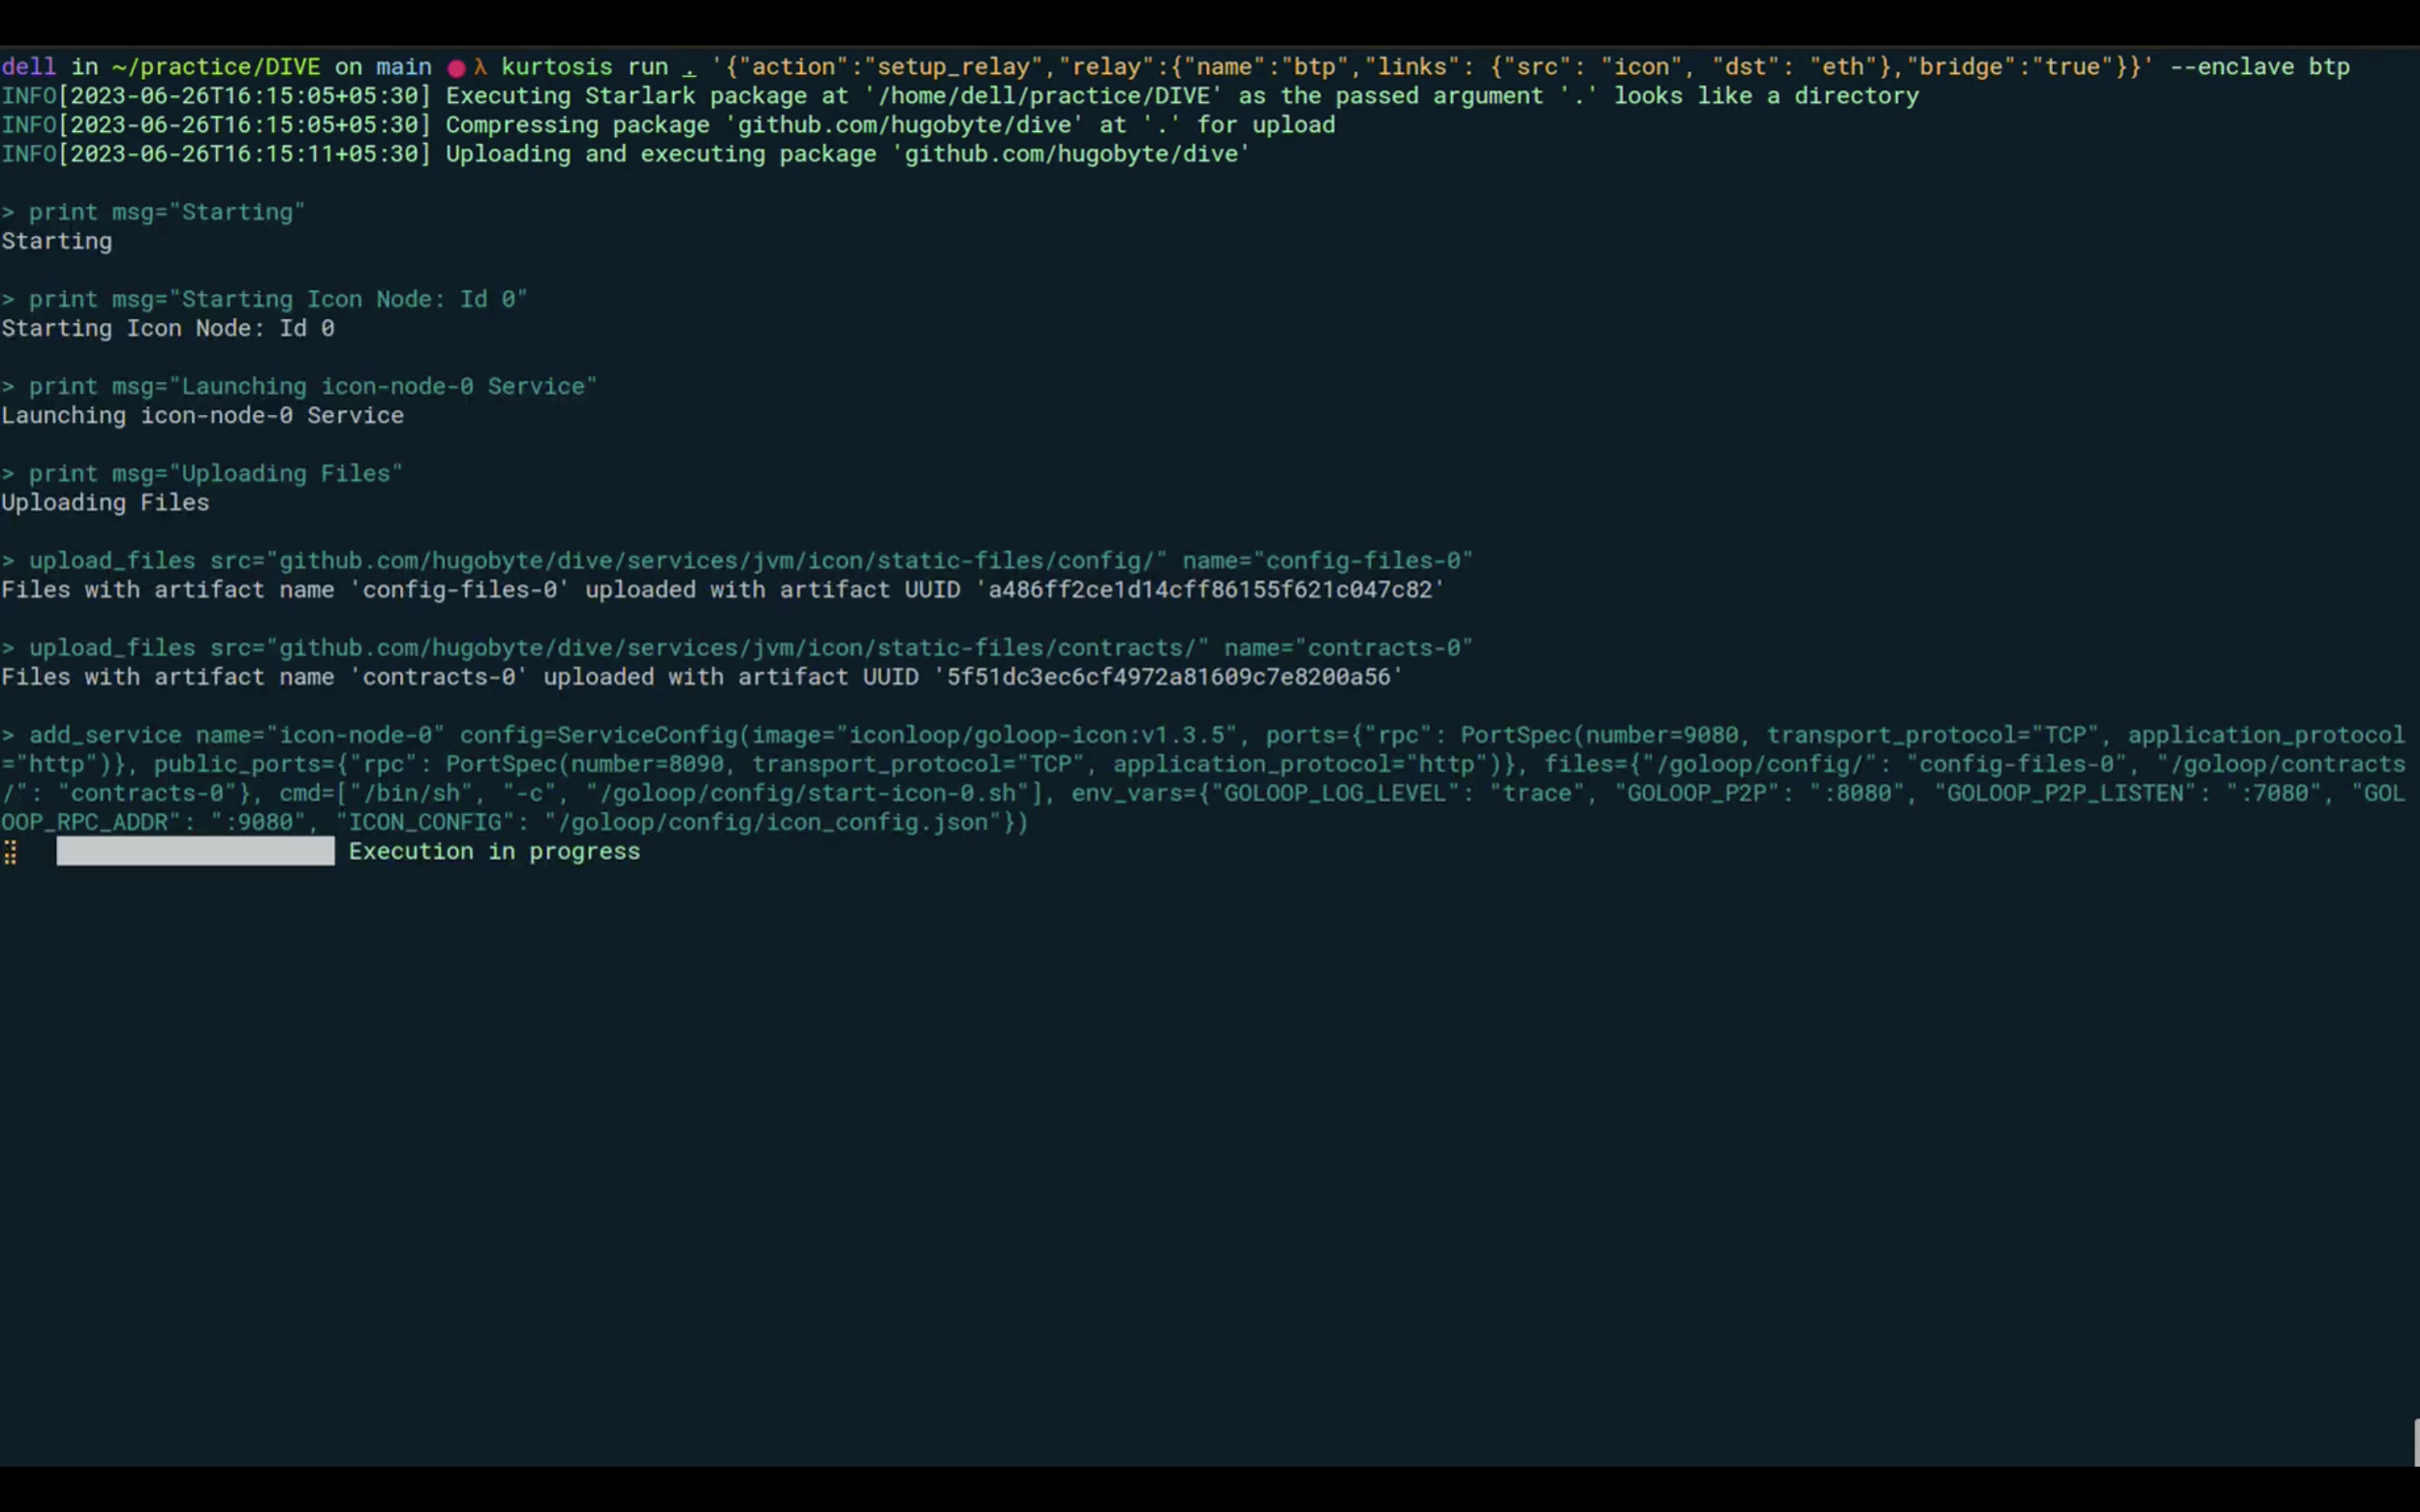 dell in ~/practice/DIVE on main λ kurtosis run . '{"action":"setup_relay","relay":{"name":"btp","links": {"src": "icon", "dst": "eth"},"bridge":"true"}}' --enclave btp
INFO[2023-06-26T16:15:05+05:30] Executing Starlark package at '/home/dell/practice/DIVE' as the passed argument '.' looks like a directory
INFO[2023-06-26T16:15:05+05:30] Compressing package 'github.com/hugobyte/dive' at '.' for upload
INFO[2023-06-26T16:15:11+05:30] Uploading and executing package 'github.com/hugobyte/dive'
> print msg="Starting"
Starting
> print msg="Starting Icon Node: Id 0"
Starting Icon Node: Id 0
> print msg="Launching icon-node-0 Service"
Launching icon-node-0 Service
> print msg="Uploading Files"
Uploading Files
> upload_files src="github.com/hugobyte/dive/services/jvm/icon/static-files/config/" name="config-files-0"
Files with artifact name 'config-files-0' uploaded with artifact UUID 'a486ff2ce1d14cff86155f621c047c82'
> upload_files src="github.com/hugobyte/dive/services/jvm/icon/static-files/contracts/" name="contracts-0"
Files with artifact name 'contracts-0' uploaded with artifact UUID '5f51dc3ec6cf4972a81609c7e8200a56'
> add_service name="icon-node-0" config=ServiceConfig(image="iconloop/goloop-icon:v1.3.5", ports={"rpc": PortSpec(number=9080, transport_protocol="TCP", application_protocol
="http")}, public_ports={"rpc": PortSpec(number=8090, transport_protocol="TCP", application_protocol="http")}, files={"/goloop/config/": "config-files-0", "/goloop/contracts
/": "contracts-0"}, cmd=["/bin/sh", "-c", "/goloop/config/start-icon-0.sh"], env_vars={"GOLOOP_LOG_LEVEL": "trace", "GOLOOP_P2P": ":8080", "GOLOOP_P2P_LISTEN": ":7080", "GOL
OOP_RPC_ADDR": ":9080", "ICON_CONFIG": "/goloop/config/icon_config.json"})
Execution in progress